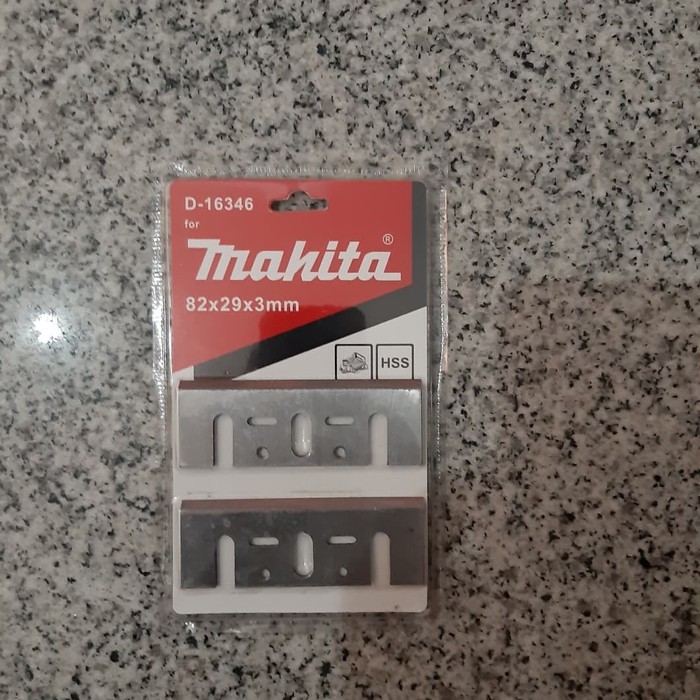 D-16346
for
makita®
82x29x3mm
HSS